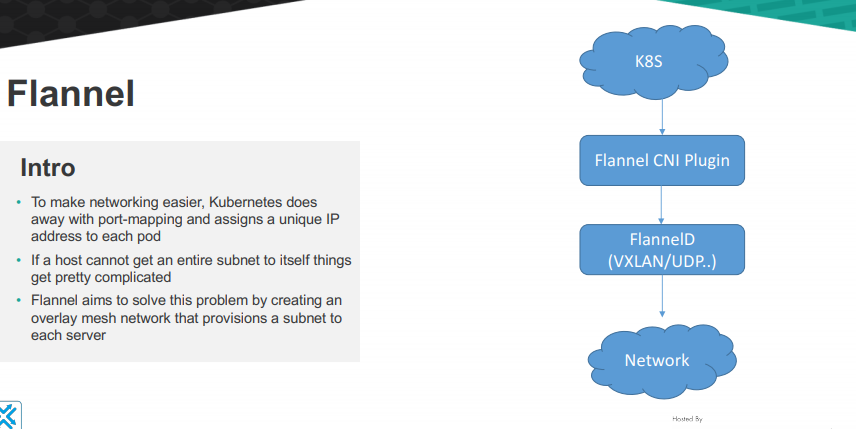 Flannel
Intro
• To make networking easier, Kubernetes does
away with port-mapping and assigns a unique IP
address to each pod
• If a host cannot get an entire subnet to itself things
get pretty complicated
• Flannel aims to solve this problem by creating an
overlay mesh network that provisions a subnet to
each server
K8S
Flannel CNI Plugin
FlannelD
(VXLAN/UDP..)
Network
Hosted By